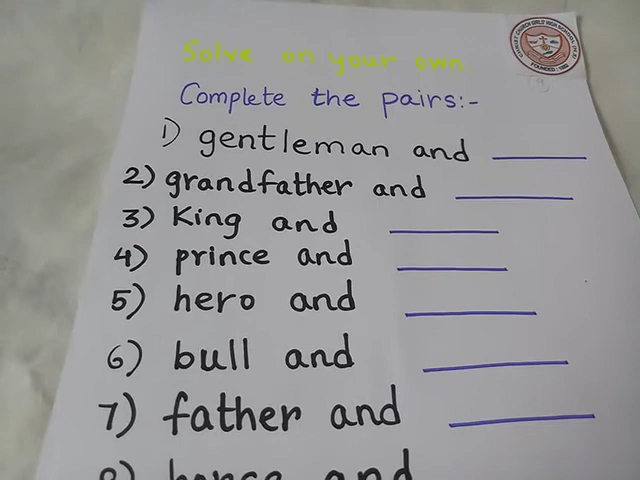 Solve on your own
Complete the pairs:-
1) gentleman and
2) grandfather and
3) King and
4) prince and
5) hero and
6) bull and
7) father and
and